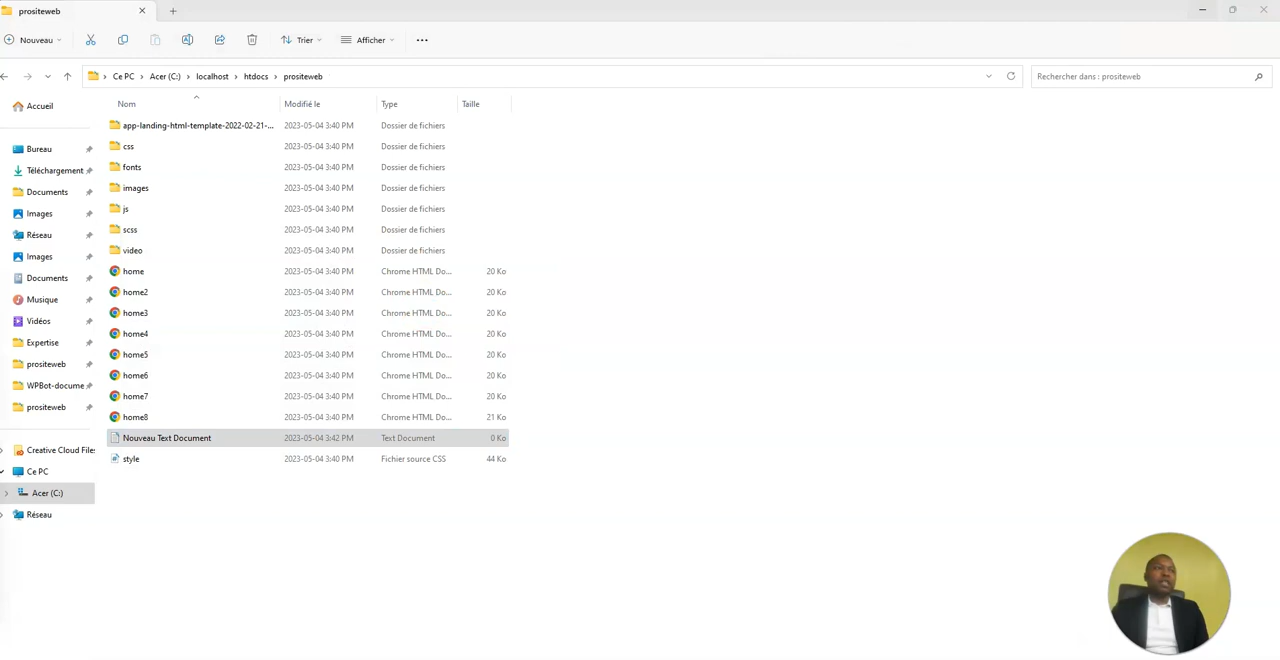 prositeweb
Nouveau
Trier
Afficher
Ce PC > Acer (C:) > localhost > htdocs > prositeweb
Rechercher dans : prositeweb
Nom Modifié le Type Taille
Accueil
Bureau
Téléchargement
Documents
Images
Réseau
Images
Documents
Musique
Vidéos
Expertise
prositeweb
WPBot-docume
prositeweb
Creative Cloud Files
Ce PC
Acer (C:)
Réseau
app-landing-html-template-2022-02-21-... 2023-05-04 3:40 PM Dossier de fichiers
css 2023-05-04 3:40 PM Dossier de fichiers
fonts 2023-05-04 3:40 PM Dossier de fichiers
images 2023-05-04 3:40 PM Dossier de fichiers
js 2023-05-04 3:40 PM Dossier de fichiers
scss 2023-05-04 3:40 PM Dossier de fichiers
video 2023-05-04 3:40 PM Dossier de fichiers
home 2023-05-04 3:40 PM Chrome HTML Do... 20 Ko
home2 2023-05-04 3:40 PM Chrome HTML Do... 20 Ko
home3 2023-05-04 3:40 PM Chrome HTML Do... 20 Ko
home4 2023-05-04 3:40 PM Chrome HTML Do... 20 Ko
home5 2023-05-04 3:40 PM Chrome HTML Do... 20 Ko
home6 2023-05-04 3:40 PM Chrome HTML Do... 20 Ko
home7 2023-05-04 3:40 PM Chrome HTML Do... 20 Ko
home8 2023-05-04 3:40 PM Chrome HTML Do... 21 Ko
Nouveau Text Document 2023-05-04 3:42 PM Text Document 0 Ko
style 2023-05-04 3:40 PM Fichier source CSS 44 Ko